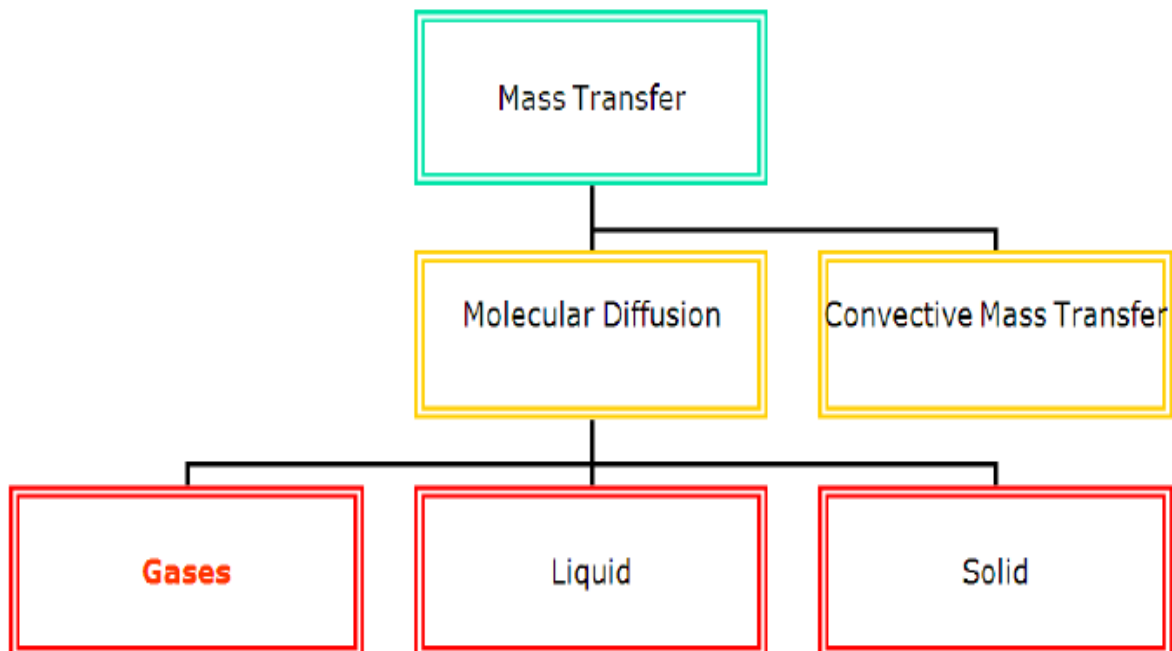 Mass Transfer
Molecular Diffusion
Convective Mass Transfer
Gases
Liquid
Solid